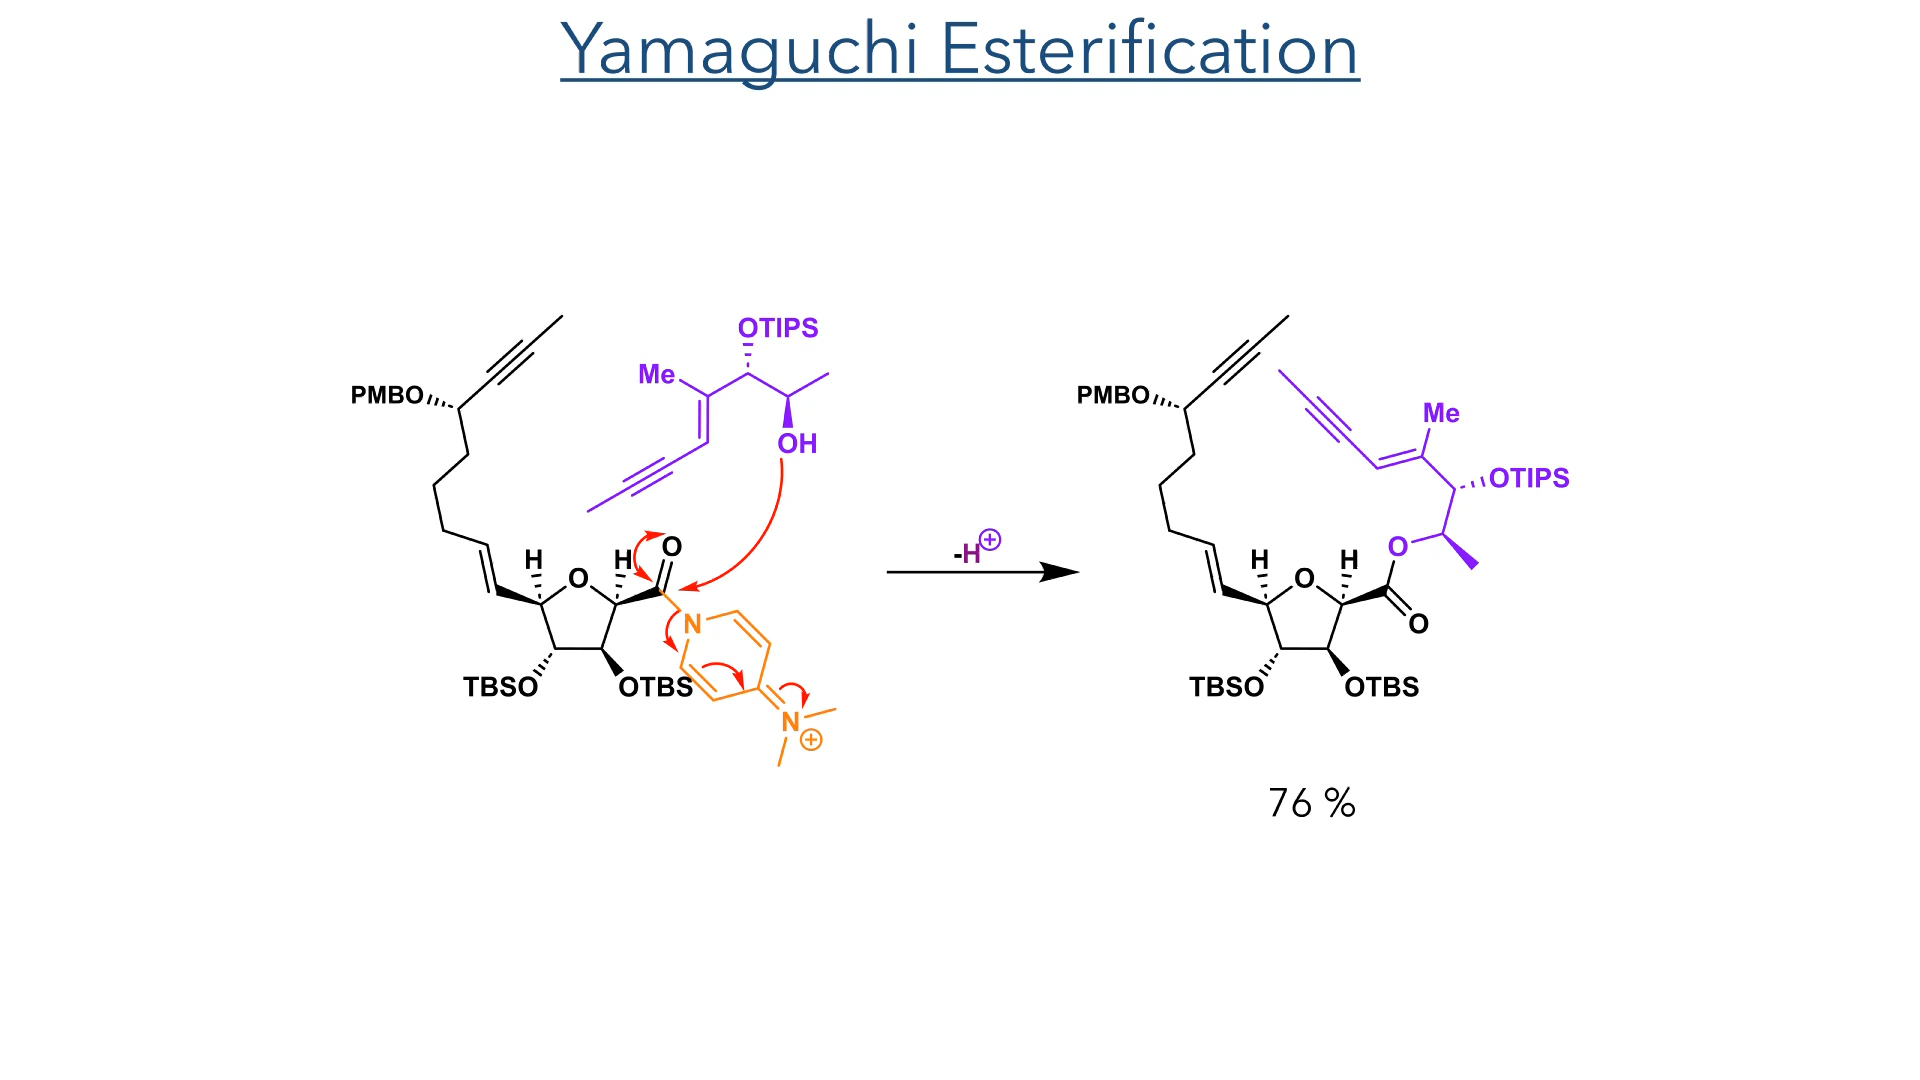 Yamaguchi Esterification
OTIPS
Me
PMBO
OH
H
O
H
O
N
TBSO
OTBS
N
⊕
-H⊕
PMBO
Me
OTIPS
O
H
O
H
O
TBSO
OTBS
76 %